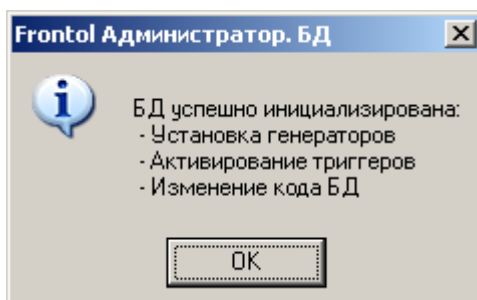 Frontol Администратор. БД
БД успешно инициализирована:
- Установка генераторов
- Активирование триггеров
- Изменение кода БД
OK